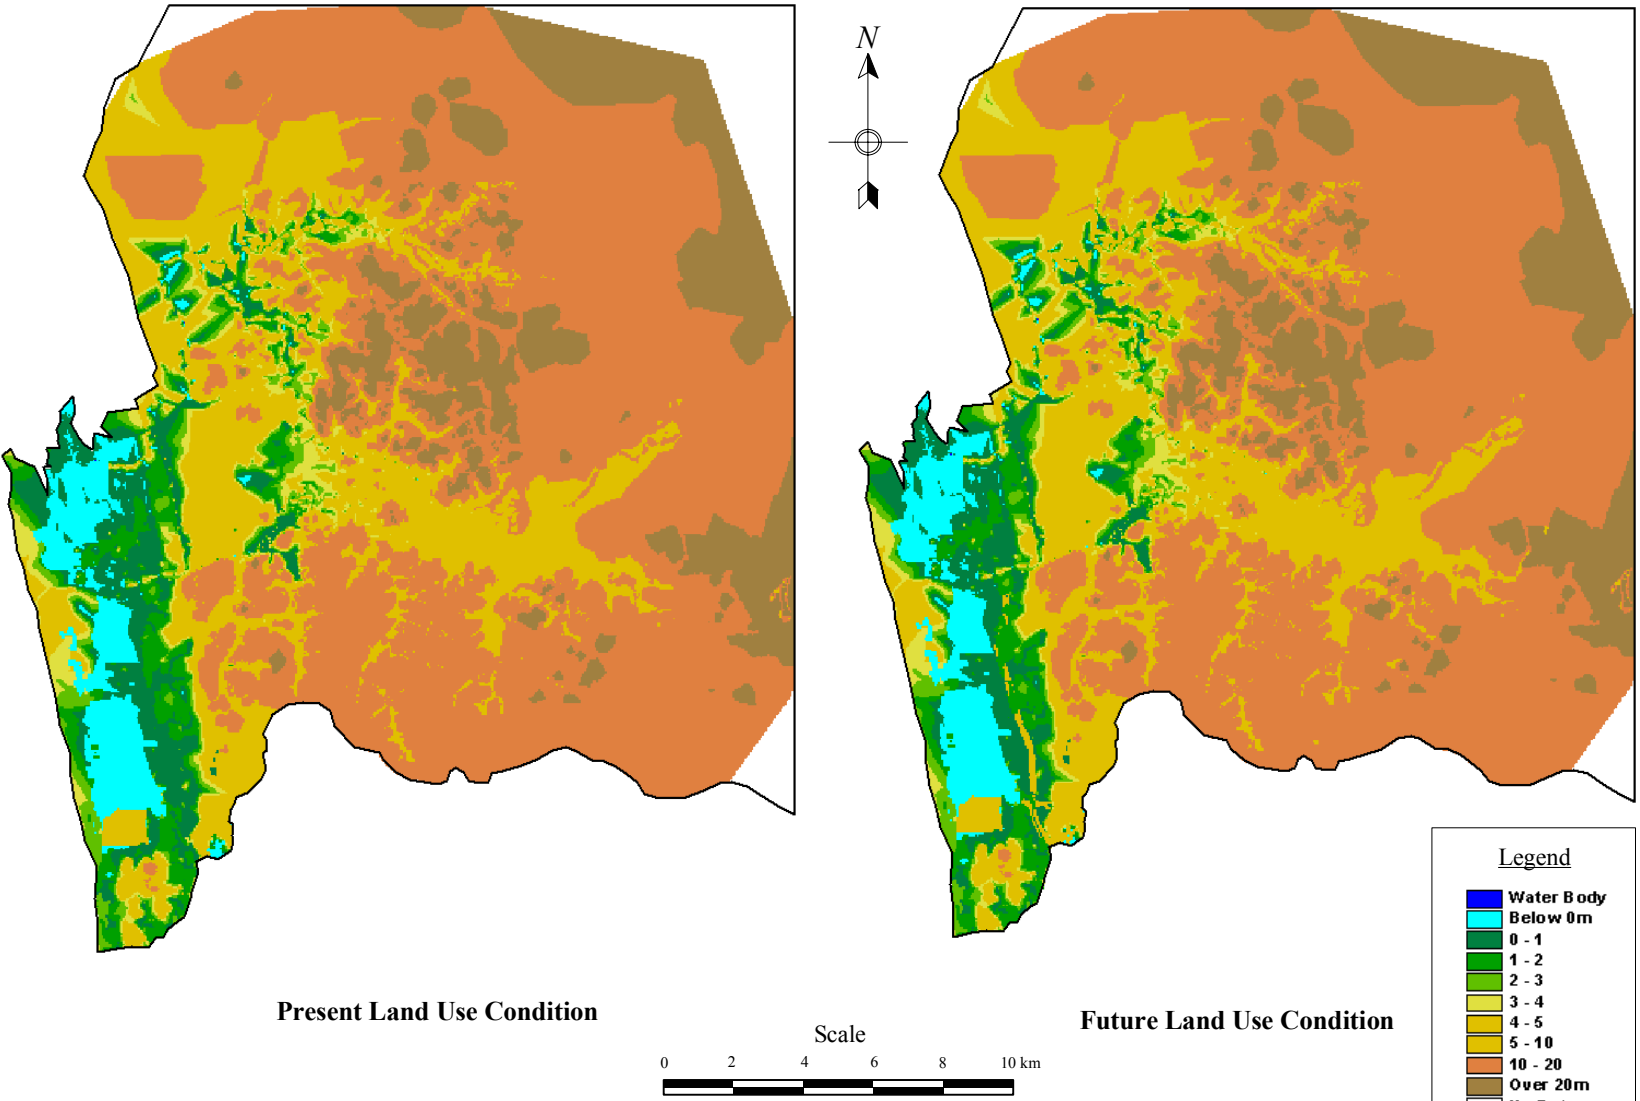 N
Present Land Use Condition
Future Land Use Condition
Scale
0 2 4 6 8 10 km
Legend
Water Body
Below 0m
0 - 1
1 - 2
2 - 3
3 - 4
4 - 5
5 - 10
10 - 20
Over 20m